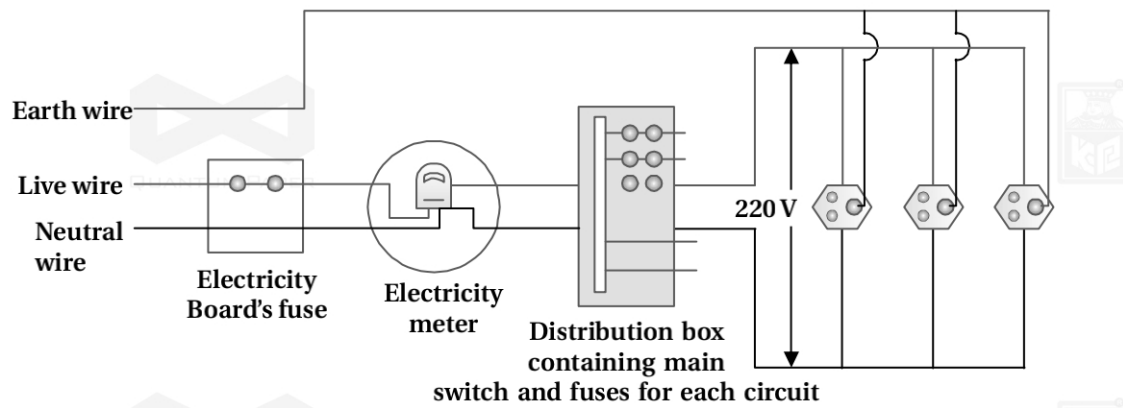 Earth wire
Live wire
Neutral
wire
Electricity
Board's fuse
Electricity
meter
Distribution box
containing main
switch and fuses for each circuit
220 V